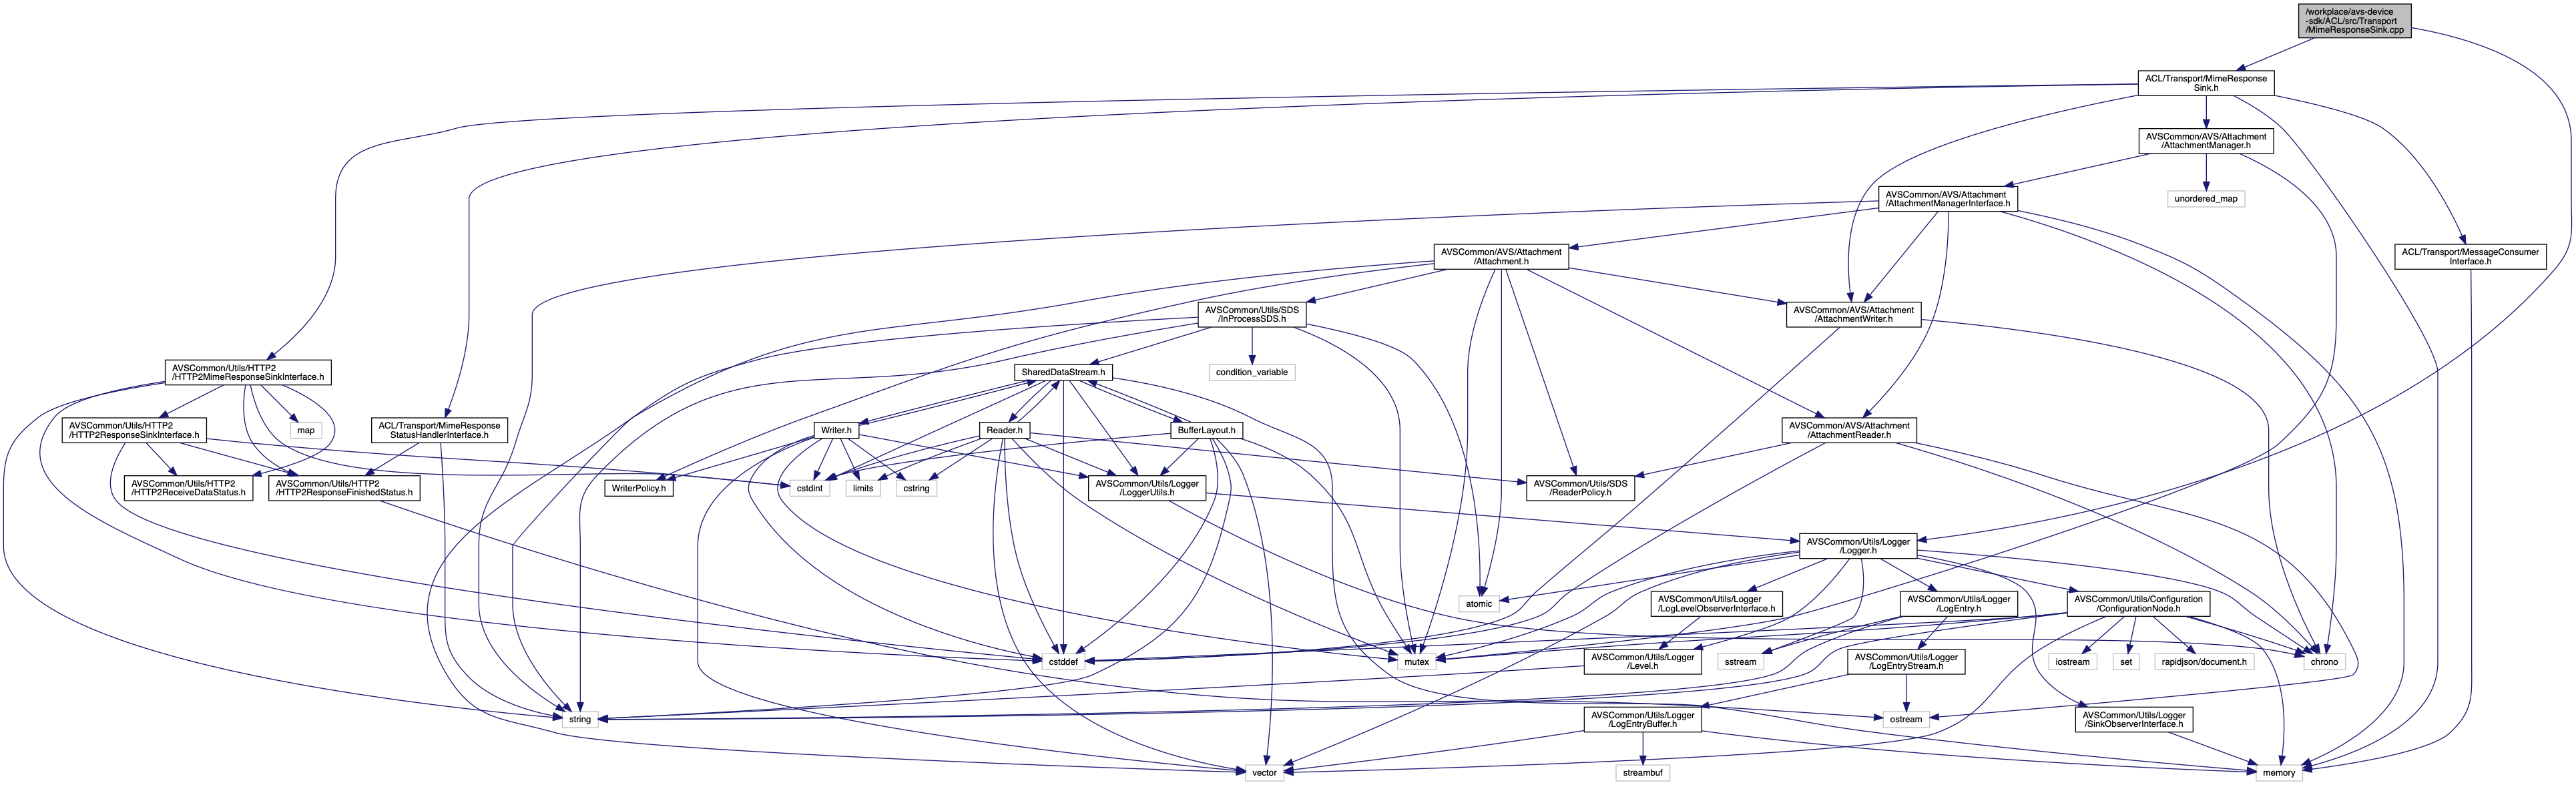 /workplace/avs-device
-sdk/ACL/src/Transport
/MimeResponseSink.cpp
ACL/Transport/MimeResponse
Sink.h
AVSCommon/AVS/Attachment
/AttachmentManager.h
AVSCommon/AVS/Attachment
/AttachmentManagerInterface.h
unordered_map
AVSCommon/AVS/Attachment
/Attachment.h
ACL/Transport/MessageConsumer
Interface.h
AVSCommon/Utils/SDS
/InProcessSDS.h
AVSCommon/AVS/Attachment
/AttachmentWriter.h
AVSCommon/Utils/HTTP2
/HTTP2MimeResponseSinkInterface.h
SharedDataStream.h
condition_variable
AVSCommon/Utils/HTTP2
/HTTP2ResponseSinkInterface.h
map
ACL/Transport/MimeResponse
StatusHandlerInterface.h
Writer.h
Reader.h
BufferLayout.h
AVSCommon/AVS/Attachment
/AttachmentReader.h
AVSCommon/Utils/HTTP2
/HTTP2ReceiveDataStatus.h
AVSCommon/Utils/HTTP2
/HTTP2ResponseFinishedStatus.h
WriterPolicy.h
cstdint
limits
cstring
AVSCommon/Utils/Logger
/LoggerUtils.h
AVSCommon/Utils/SDS
/ReaderPolicy.h
AVSCommon/Utils/Logger
/Logger.h
atomic
AVSCommon/Utils/Logger
/LogLevelObserverInterface.h
AVSCommon/Utils/Logger
/LogEntry.h
AVSCommon/Utils/Configuration
/ConfigurationNode.h
cstddef
mutex
AVSCommon/Utils/Logger
/Level.h
sstream
AVSCommon/Utils/Logger
/LogEntryStream.h
iostream
set
rapidjson/document.h
chrono
string
AVSCommon/Utils/Logger
/LogEntryBuffer.h
ostream
AVSCommon/Utils/Logger
/SinkObserverInterface.h
vector
streambuf
memory